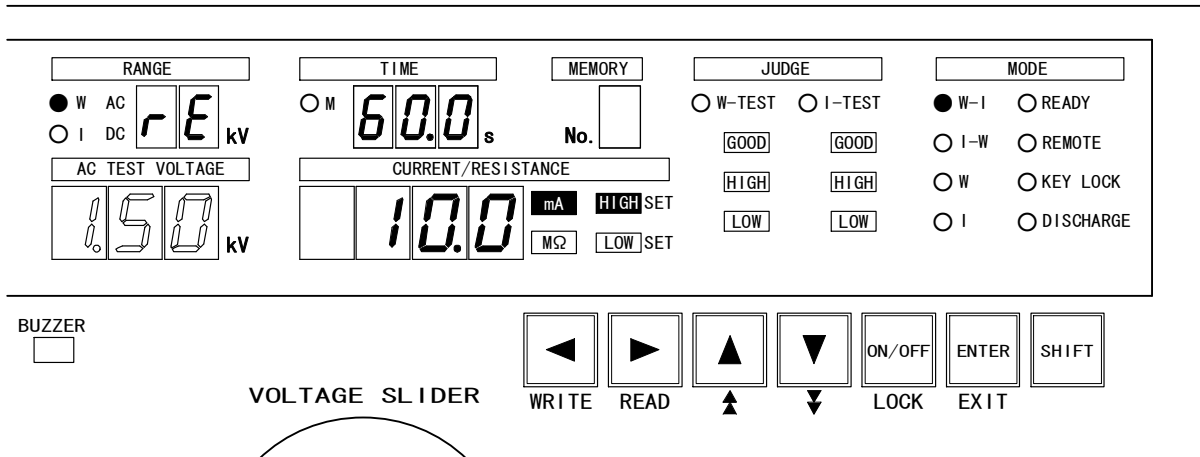 RANGE TIME MEMORY JUDGE MODE
W AC rE kV M 60.0 s No. W-TEST I-TEST W-I READY
I DC GOOD GOOD I-W REMOTE
AC TEST VOLTAGE CURRENT/RESISTANCE HIGH HIGH W KEY LOCK
1.50 kV 10.0 mA HIGH SET LOW LOW I DISCHARGE
MΩ LOW SET
BUZZER
ON/OFF ENTER SHIFT
VOLTAGE SLIDER WRITE READ LOCK EXIT